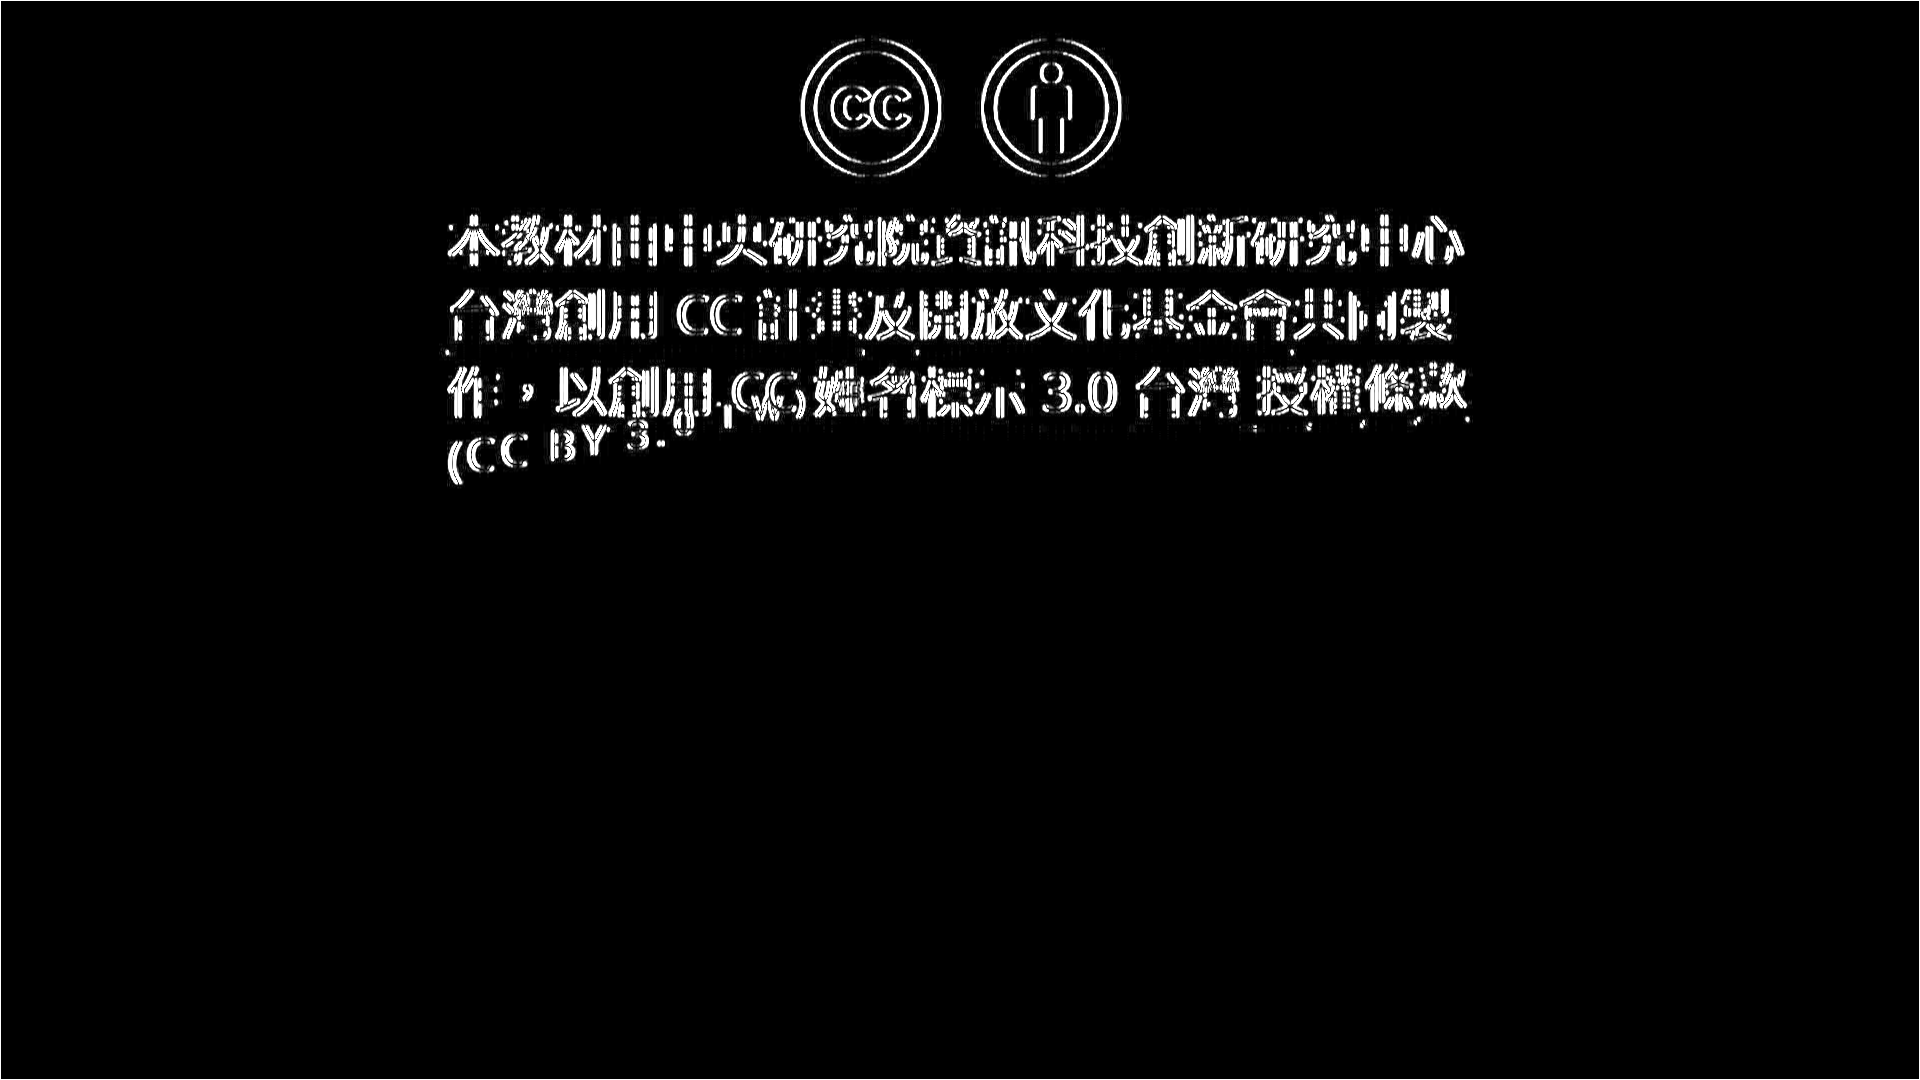 cc
本教材由中央研究院資訊科技創新研究中心
台灣創用 CC 計畫及開放文化基金會共同製
作，以創用 CC 姓名標示 3.0 台灣 授權條款
(CC BY 3.0 TW)